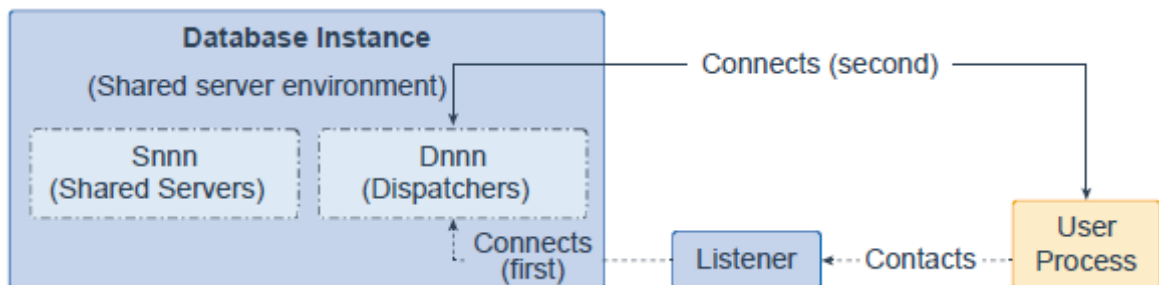 Database Instance
(Shared server environment)
Connects (second)
Snnn
(Shared Servers)
Dnnn
(Dispatchers)
Connects
(first)
Listener
Contacts
User
Process